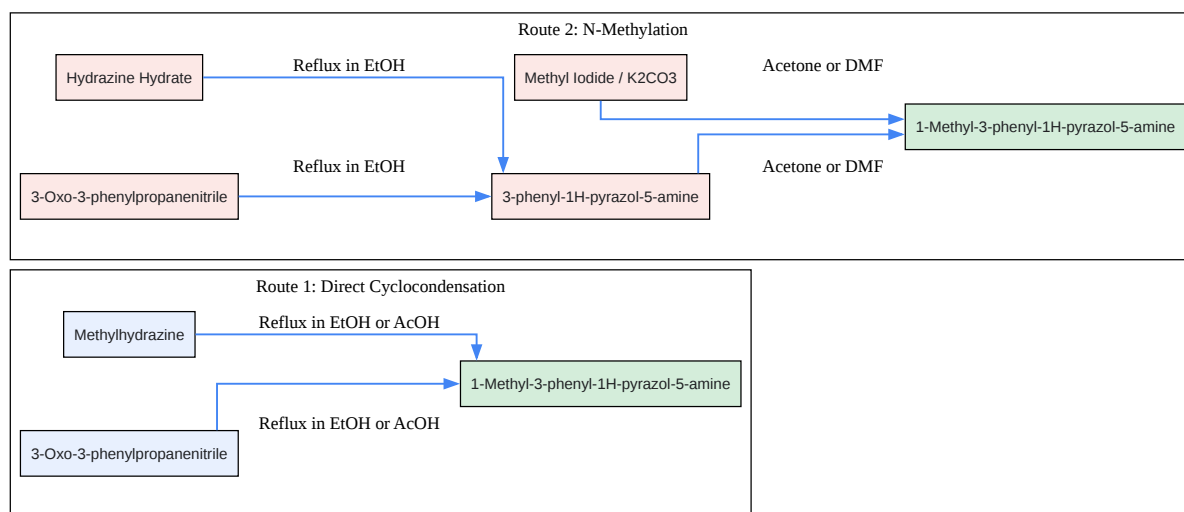 Route 2: N-Methylation
Hydrazine Hydrate
Reflux in EtOH
Methyl Iodide / K2CO3
Acetone or DMF
1-Methyl-3-phenyl-1H-pyrazol-5-amine
3-Oxo-3-phenylpropanenitrile
Reflux in EtOH
3-phenyl-1H-pyrazol-5-amine
Acetone or DMF
Route 1: Direct Cyclocondensation
Methylhydrazine
Reflux in EtOH or AcOH
1-Methyl-3-phenyl-1H-pyrazol-5-amine
Reflux in EtOH or AcOH
3-Oxo-3-phenylpropanenitrile